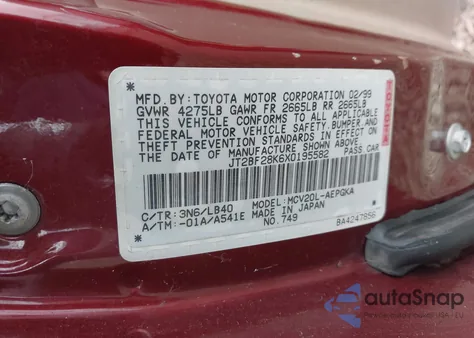 MFD.BY:TOYOTA MOTOR CORPORATION 02/99
GVWR 4275LB GAWR FR 2665LB RR 2665LB
THIS VEHICLE CONFORMS TO ALL APPLICABLE
FEDERAL MOTOR VEHICLE SAFETY,BUMPER,AND
THEFT PREVENTION STANDARDS IN EFFECT ON
THE DATE OF MANUFACTURE SHOWN ABOVE.
JT2BF28K6X0195582 PASS.CAR
C/TR: 3N6/LB40 MODEL: MCV20L-AEPGKA
A/TM: -01A/A541E MADE IN JAPAN
NO.749 BA4247856
autoSnap